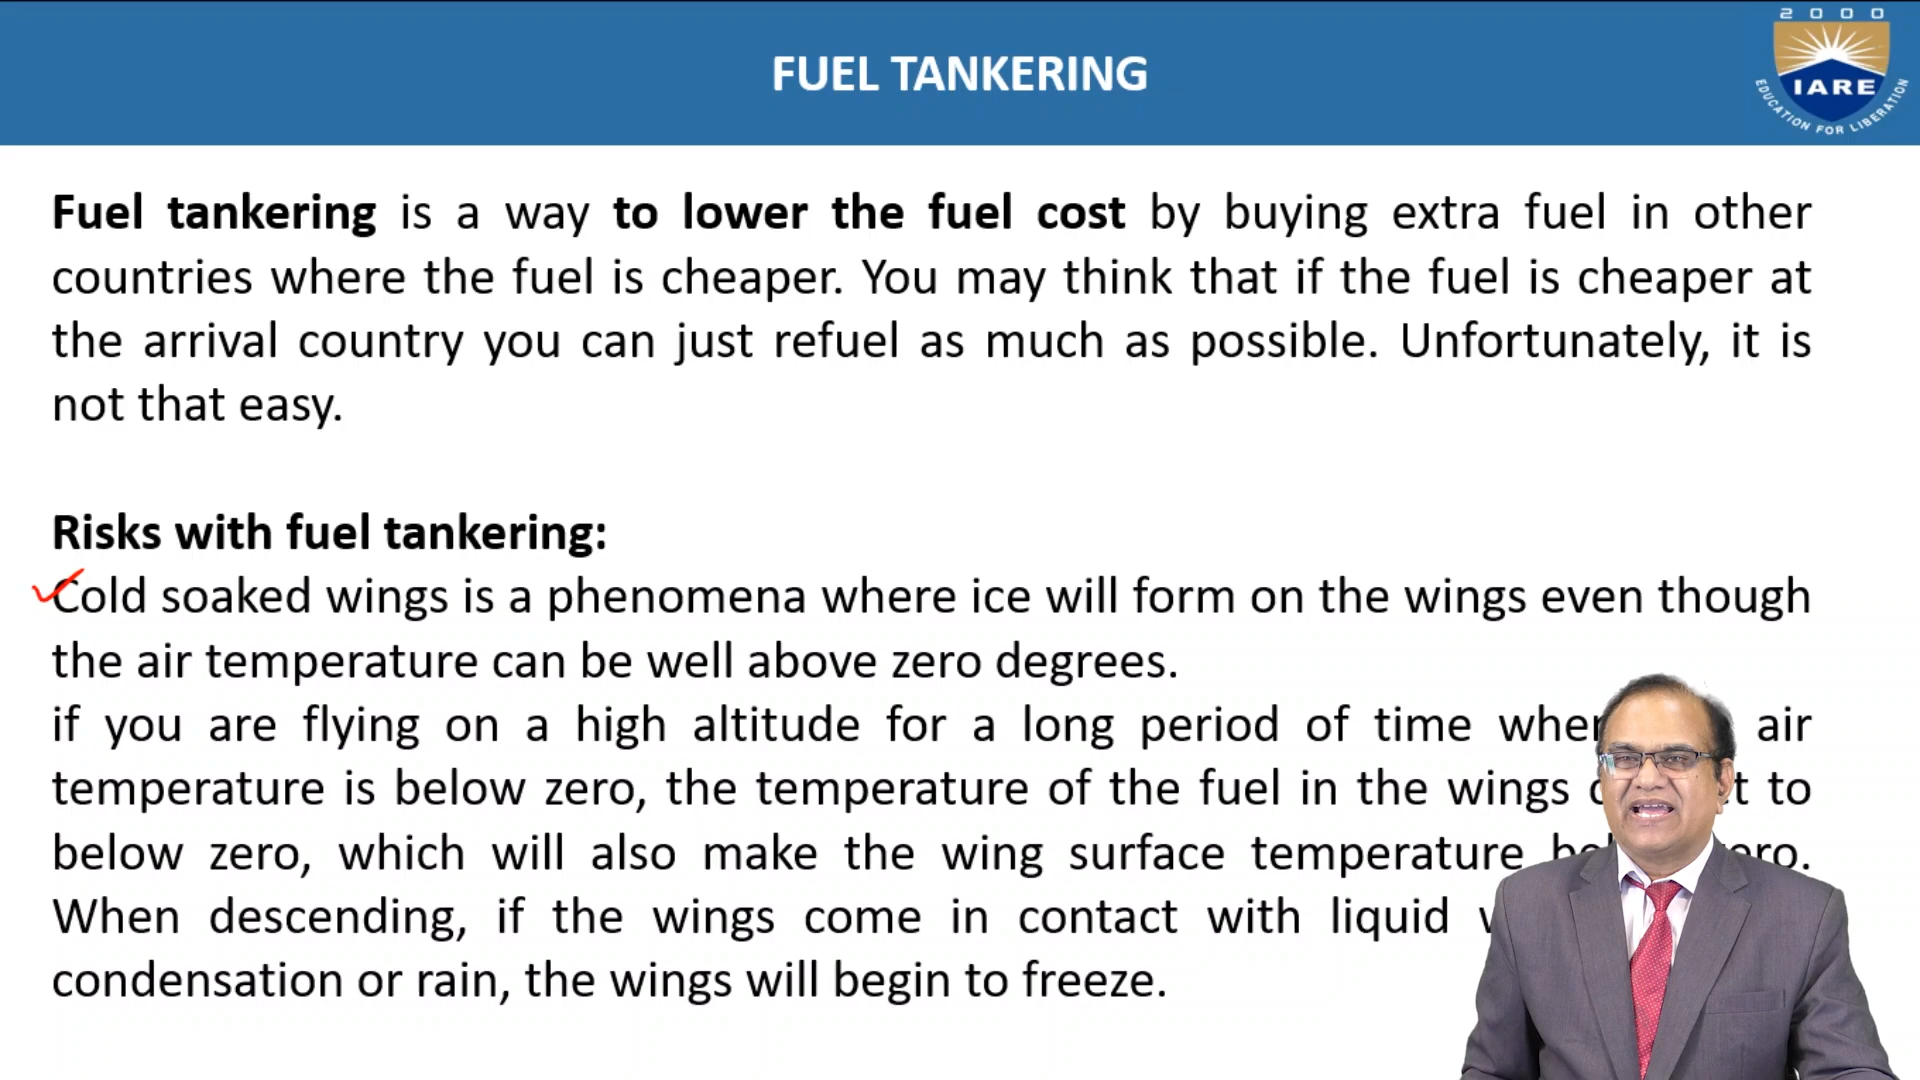 2000
FUEL TANKERING
IARE
EDUCATION FOR LIBERATION
Fuel tankering is a way to lower the fuel cost by buying extra fuel in other
countries where the fuel is cheaper. You may think that if the fuel is cheaper at
the arrival country you can just refuel as much as possible. Unfortunately, it is
not that easy.
Risks with fuel tankering:
Cold soaked wings is a phenomena where ice will form on the wings even though
the air temperature can be well above zero degrees.
if you are flying on a high altitude for a long period of time air
temperature is below zero, the temperature of the fuel in the wings to
below zero, which will also make the wing surface temperature
When descending, if the wings come in contact with liquid
condensation or rain, the wings will begin to freeze.